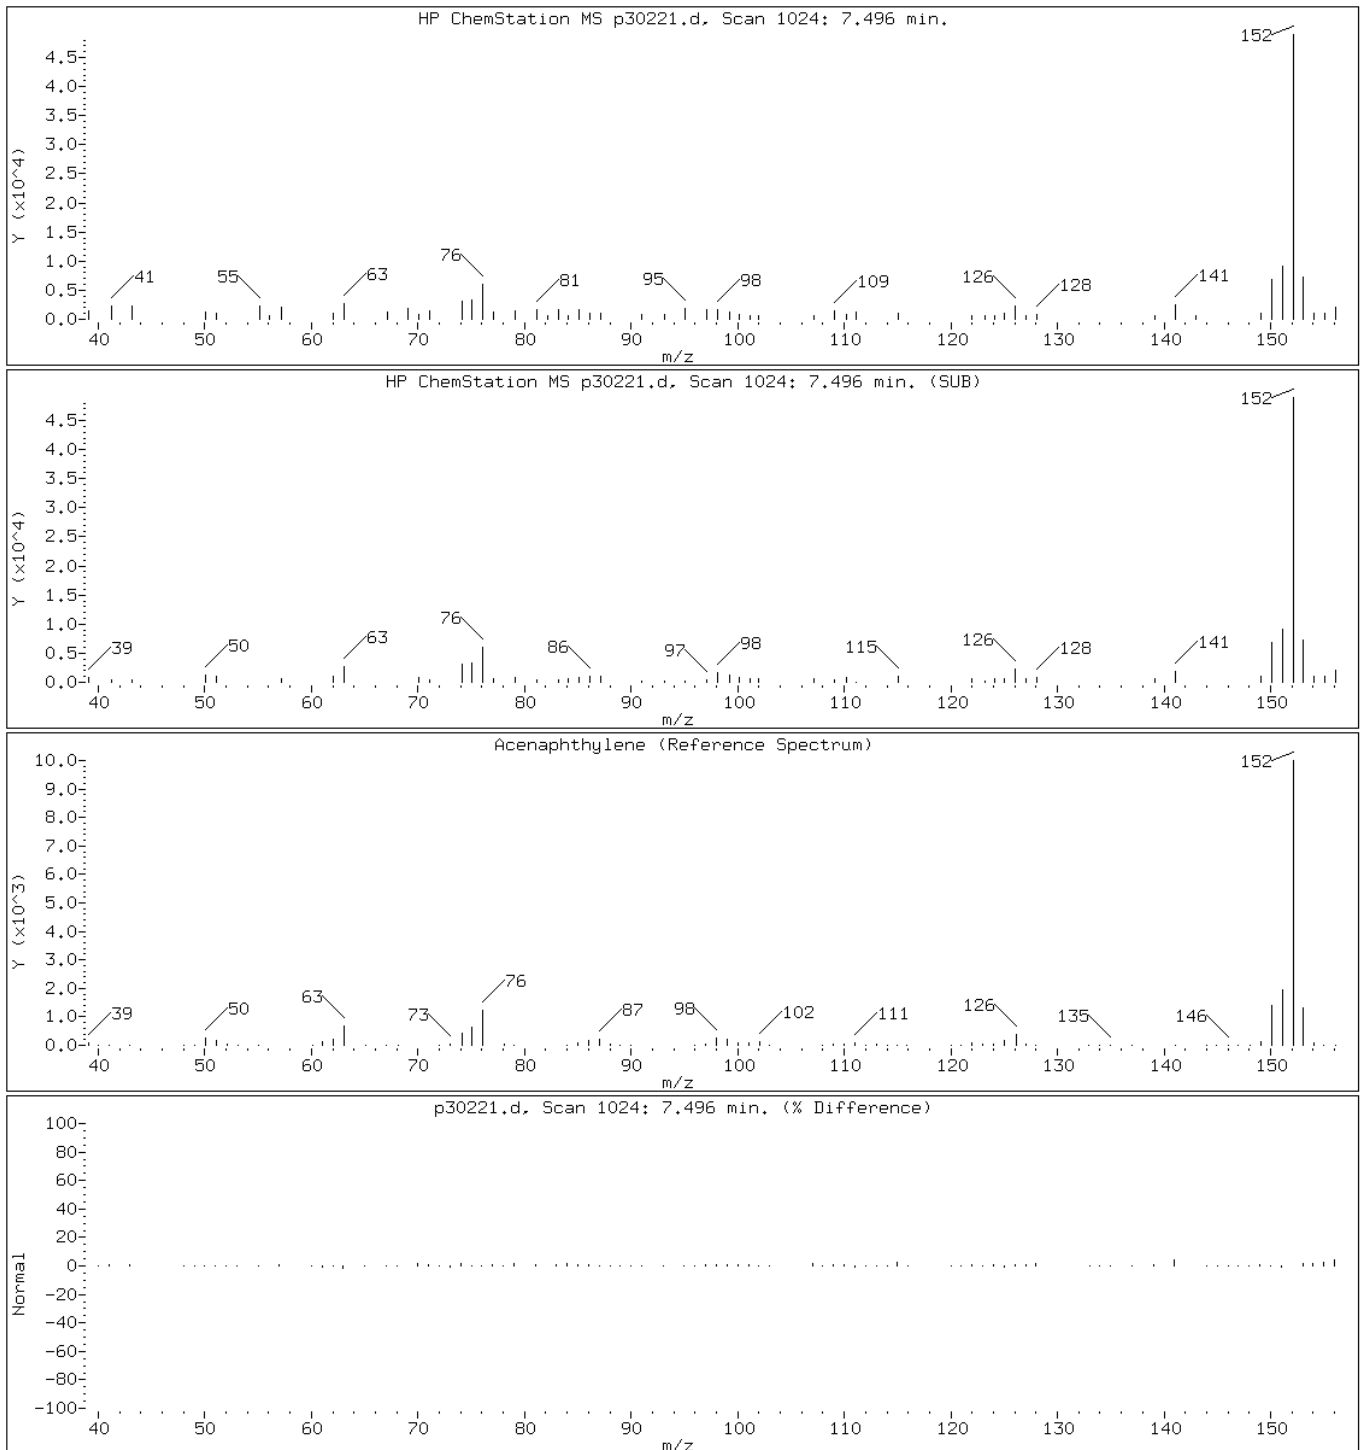 HP ChemStation MS p30221.d, Scan 1024: 7.496 min.
152
4.5
4.0
3.5
3.0
2.5
2.0
1.5
1.0
0.5
0.0
Y (x10^4)
41 55 63 76 81 95 98 109 126 128 141
40 50 60 70 80 90 100 110 120 130 140 150
m/z
HP ChemStation MS p30221.d, Scan 1024: 7.496 min. (SUB)
152
4.5
4.0
3.5
3.0
2.5
2.0
1.5
1.0
0.5
0.0
Y (x10^4)
39 50 63 76 86 97 98 115 126 128 141
40 50 60 70 80 90 100 110 120 130 140 150
m/z
Acenaphthylene (Reference Spectrum)
152
10.0
9.0
8.0
7.0
6.0
5.0
4.0
3.0
2.0
1.0
0.0
Y (x10^3)
39 50 63 73 76 87 98 102 111 126 135 146
40 50 60 70 80 90 100 110 120 130 140 150
m/z
p30221.d, Scan 1024: 7.496 min. (% Difference)
100
80
60
40
20
0
-20
-40
-60
-80
-100
Normal
40 50 60 70 80 90 100 110 120 130 140 150
m/z